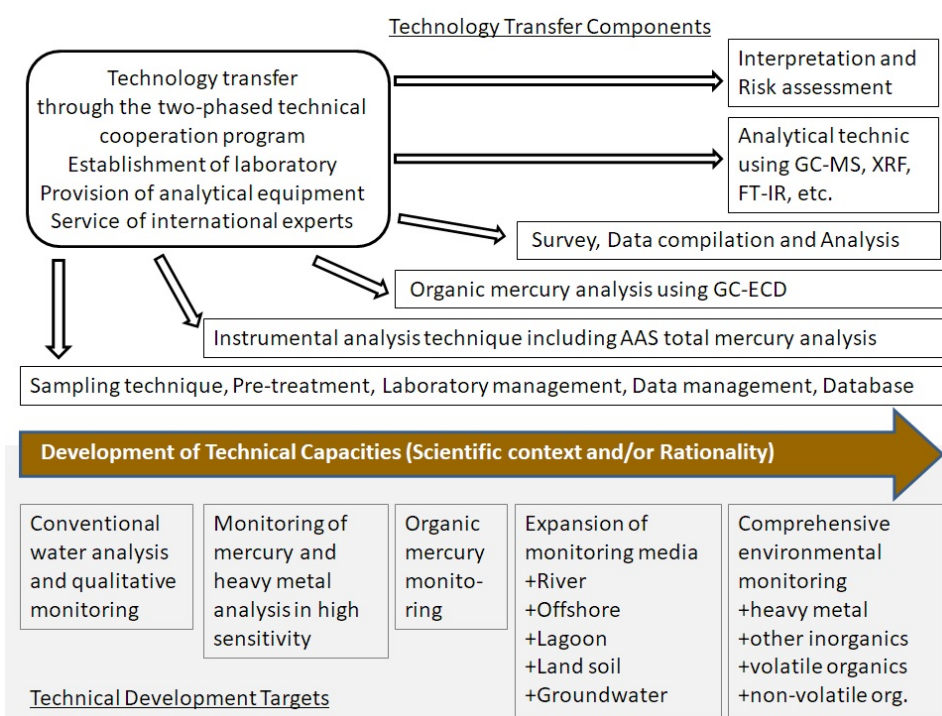 Technology Transfer Components
Technology transfer
through the two-phased technical
cooperation program
Establishment of laboratory
Provision of analytical equipment
Service of international experts
Interpretation and
Risk assessment
Analytical technic
using GC-MS, XRF,
FT-IR, etc.
Survey, Data compilation and Analysis
Organic mercury analysis using GC-ECD
Instrumental analysis technique including AAS total mercury analysis
Sampling technique, Pre-treatment, Laboratory management, Data management, Database
Development of Technical Capacities (Scientific context and/or Rationality)
Conventional
water analysis
and qualitative
monitoring
Monitoring of
mercury and
heavy metal
analysis in high
sensitivity
Organic
mercury
monito-
ring
Expansion of
monitoring media
+River
+Offshore
+Lagoon
+Land soil
+Groundwater
Comprehensive
environmental
monitoring
+heavy metal
+other inorganics
+volatile organics
+non-volatile org.
Technical Development Targets